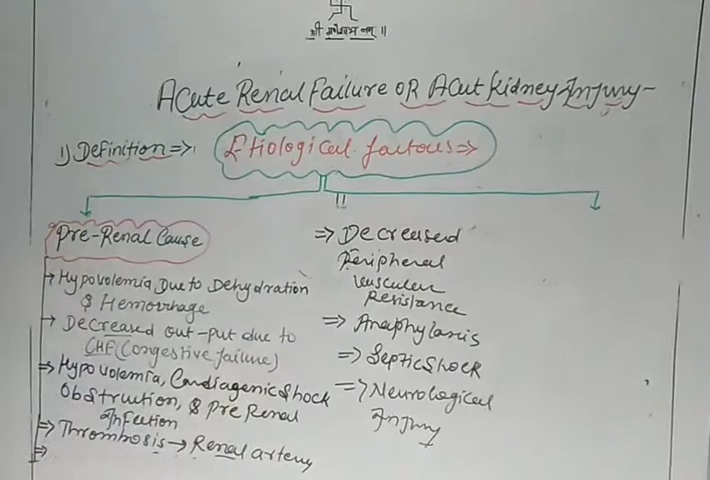 श्री गणेशाय नमः ॥
Acute Renal Failure OR Acut Kidney Injury-
1) Definition =>
Etiological factors =>
Pre-Renal Cause
→ Hypovolemia Due to Dehydration
& Hemorrhage
→ Decreased out-put due to
CHF (Congestive failure)
=> Hypovolemia, Cardiagenic Shock
Obstruction, & Pre Renal
Infection
=> Thrombosis → Renal artery
=>
=> Decreased
Peripheral
Vascular
Resistance
=> Anaphylaxis
=> Septic Shock
=> Neurological
Injury